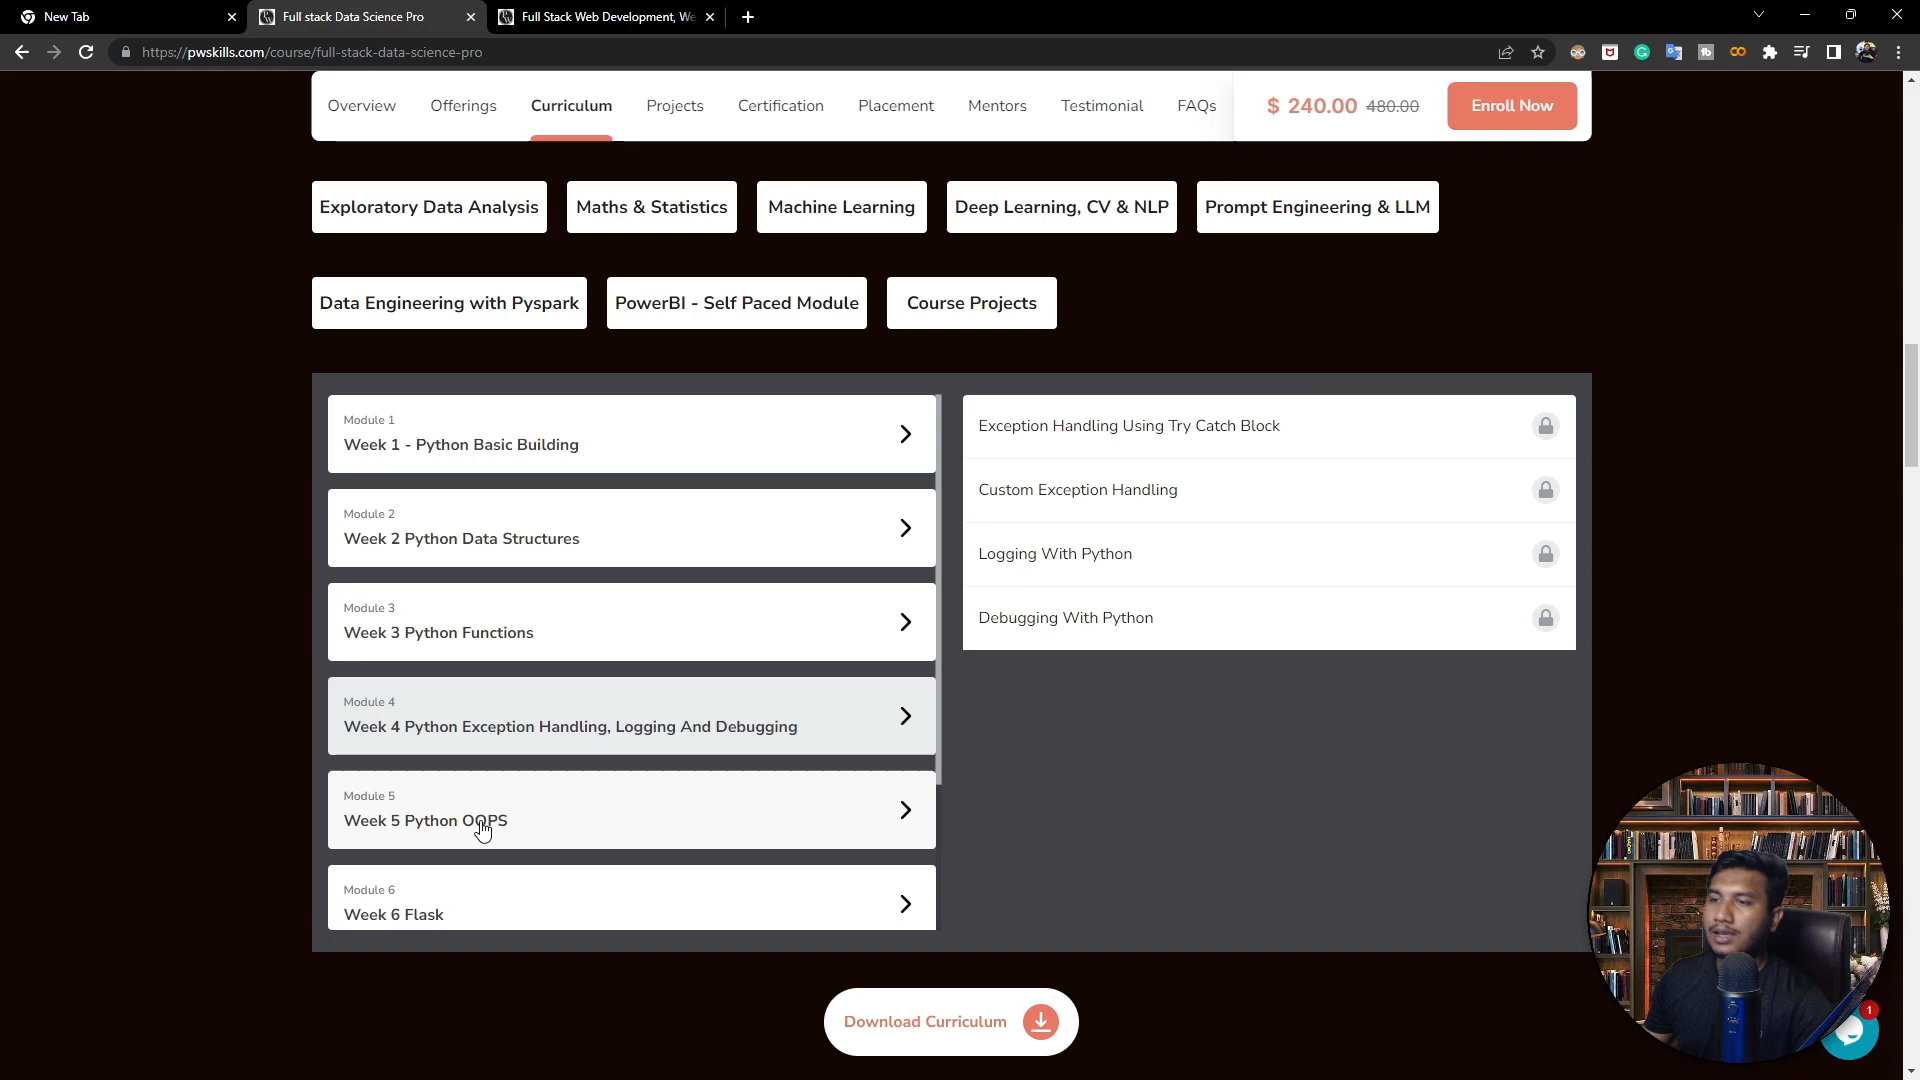 New Tab
Full stack Data Science Pro
Full Stack Web Development, We
https://pwskills.com/course/full-stack-data-science-pro
Overview
Offerings
Curriculum
Projects
Certification
Placement
Mentors
Testimonial
FAQs
$ 240.00 480.00
Enroll Now
Exploratory Data Analysis
Maths & Statistics
Machine Learning
Deep Learning, CV & NLP
Prompt Engineering & LLM
Data Engineering with Pyspark
PowerBI - Self Paced Module
Course Projects
Module 1
Week 1 - Python Basic Building
Module 2
Week 2 Python Data Structures
Module 3
Week 3 Python Functions
Module 4
Week 4 Python Exception Handling, Logging And Debugging
Module 5
Week 5 Python OOPS
Module 6
Week 6 Flask
Exception Handling Using Try Catch Block
Custom Exception Handling
Logging With Python
Debugging With Python
Download Curriculum
1